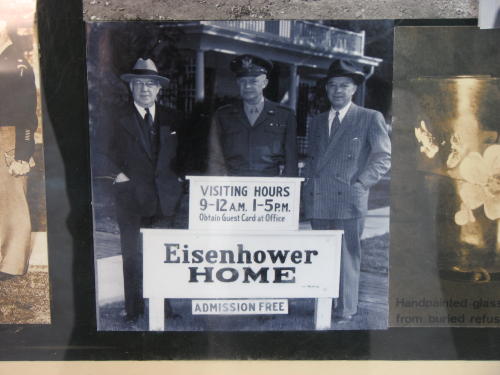 VISITING HOURS
9-12 A.M. 1-5 P.M.
Obtain Guest Card at Office
Eisenhower
HOME
ADMISSION FREE
Handpainted glass
from buried refus